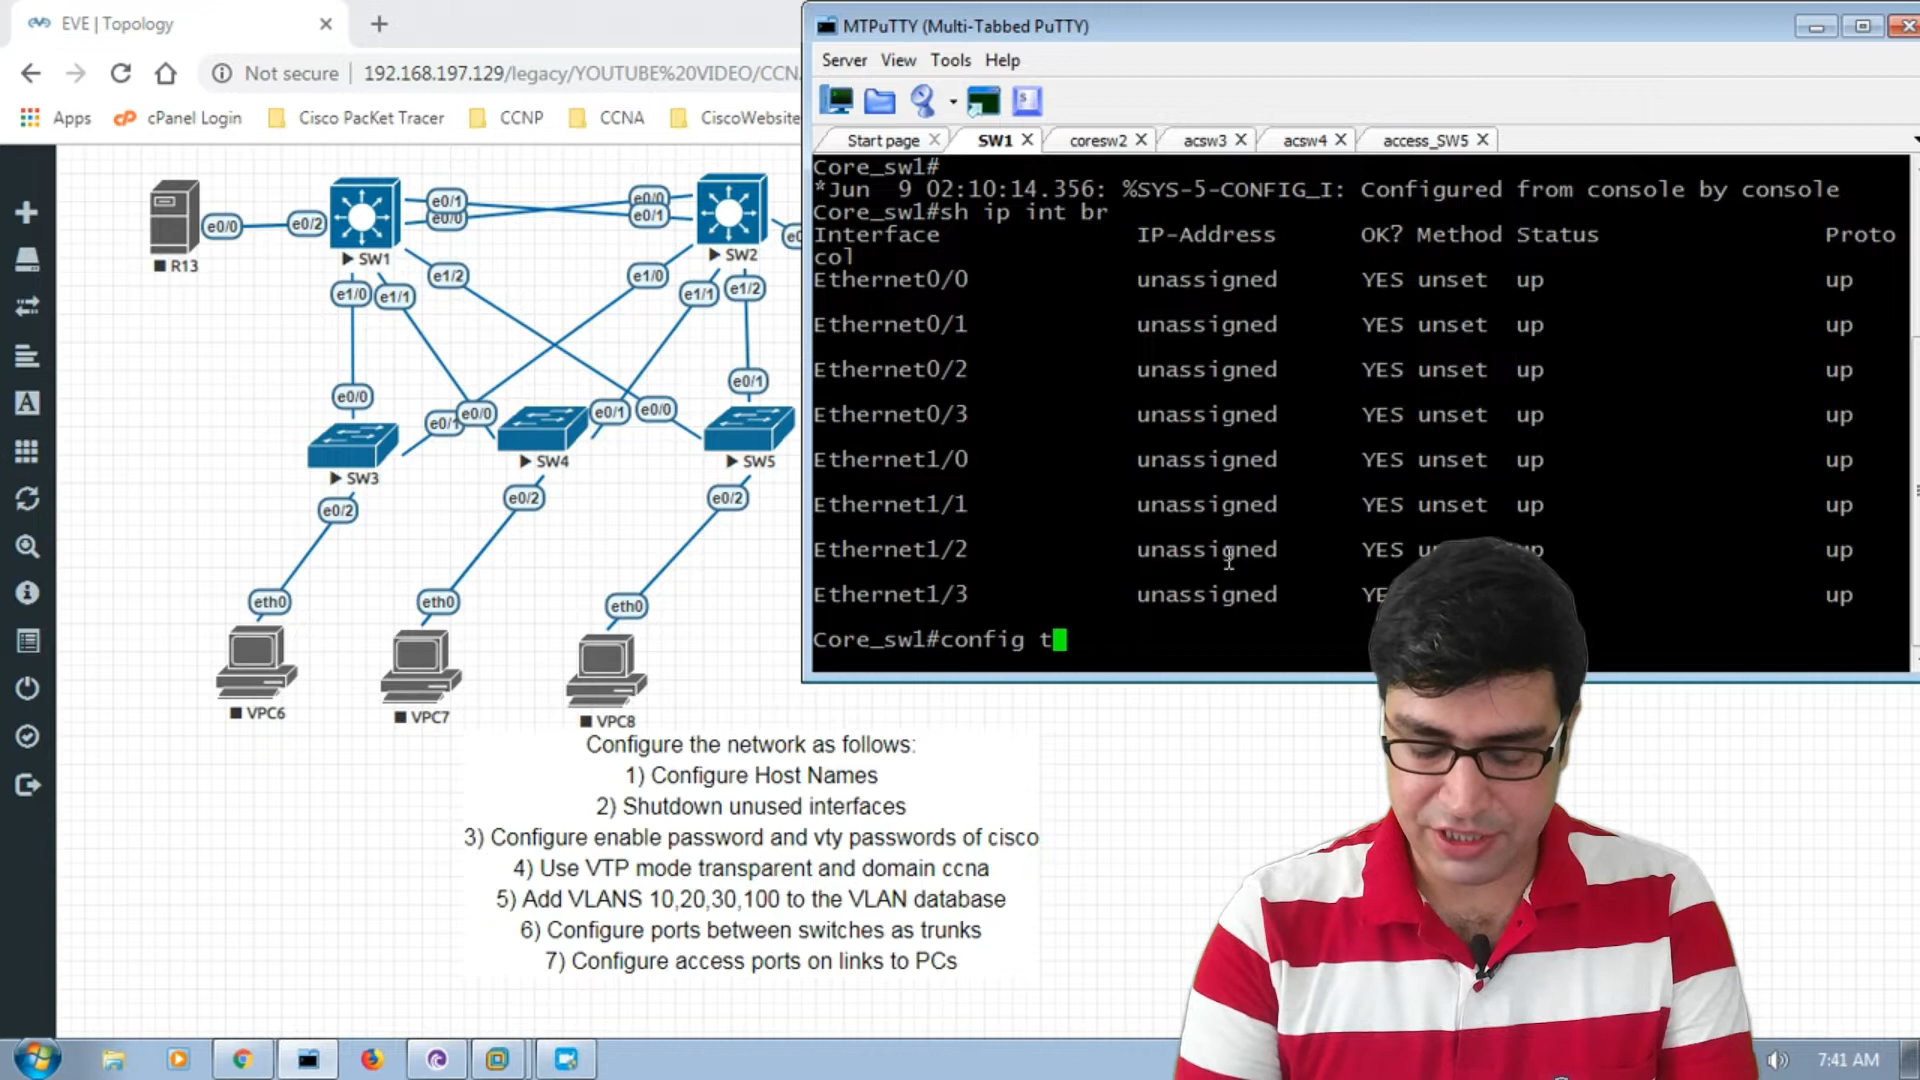 EVE | Topology
Not secure | 192.168.197.129/legacy/YOUTUBE%20VIDEO/CCN
Apps cPanel Login Cisco PacKet Tracer CCNP CCNA CiscoWebsite
MTPuTTY (Multi-Tabbed PuTTY)
Server View Tools Help
Start page SW1 coresw2 acsw3 acsw4 access_SW5
Core_sw1#
*Jun 9 02:10:14.356: %SYS-5-CONFIG_I: Configured from console by console
Core_sw1#sh ip int br
Interface IP-Address OK? Method Status Proto
col
Ethernet0/0 unassigned YES unset up up
Ethernet0/1 unassigned YES unset up up
Ethernet0/2 unassigned YES unset up up
Ethernet0/3 unassigned YES unset up up
Ethernet1/0 unassigned YES unset up up
Ethernet1/1 unassigned YES unset up up
Ethernet1/2 unassigned YES up
Ethernet1/3 unassigned up
Core_sw1#config t
e0/1 e0/0
e0/0 e0/2 e0/0 e0/1
R13 SW1 SW2
e1/2 e1/0
e1/0 e1/1 e1/1 e1/2
e0/1
e0/0 e0/1 e0/0 e0/1 e0/0
SW3 SW4 SW5
e0/2 e0/2 e0/2
eth0 eth0 eth0
VPC6 VPC7 VPC8
Configure the network as follows:
1) Configure Host Names
2) Shutdown unused interfaces
3) Configure enable password and vty passwords of cisco
4) Use VTP mode transparent and domain ccna
5) Add VLANS 10,20,30,100 to the VLAN database
6) Configure ports between switches as trunks
7) Configure access ports on links to PCs
7:41 AM